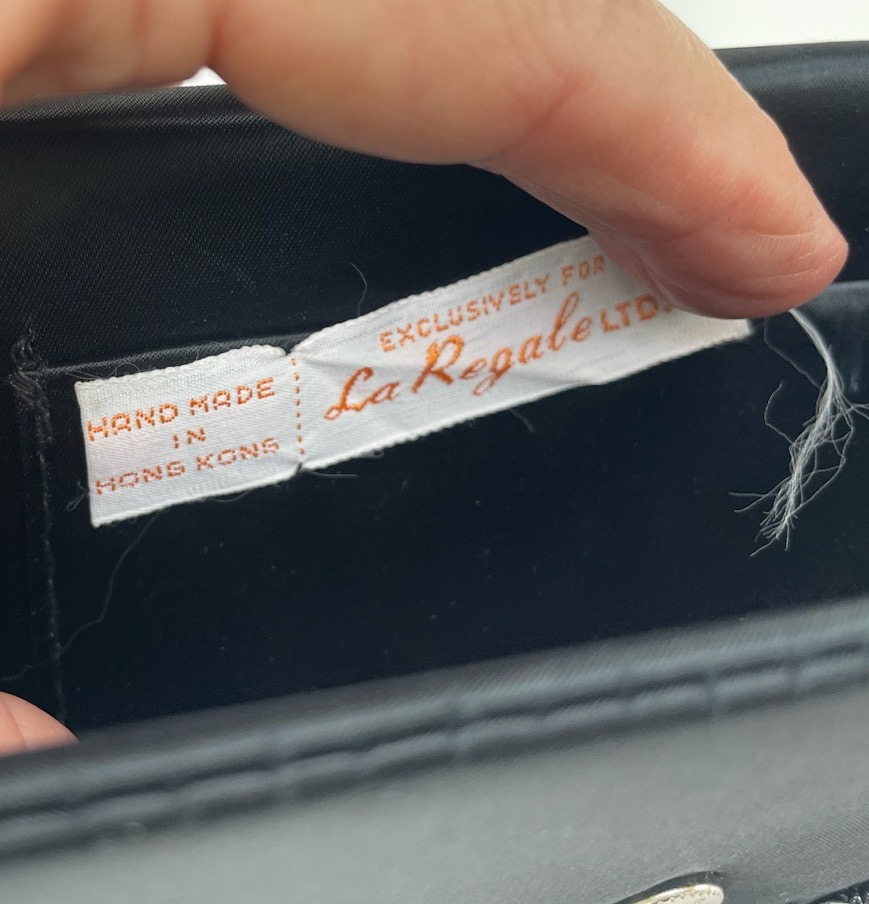 HAND MADE
IN
HONG KONG
EXCLUSIVELY FOR
La Regale LTD.